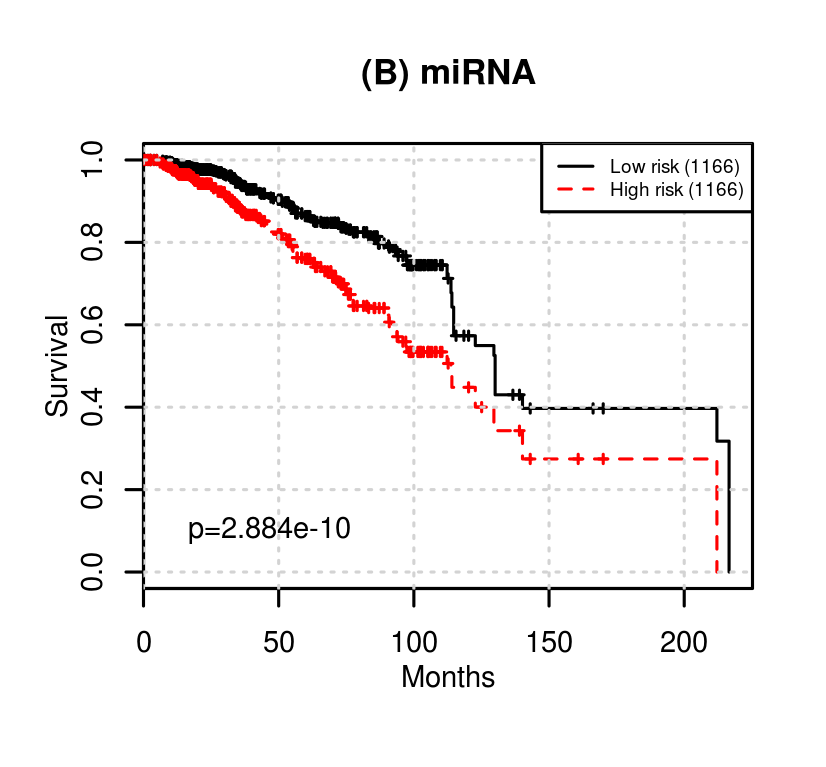 (B) miRNA
Low risk (1166)
High risk (1166)
1.0
0.8
0.6
0.4
0.2
0.0
Survival
p=2.884e-10
0 50 100 150 200
Months